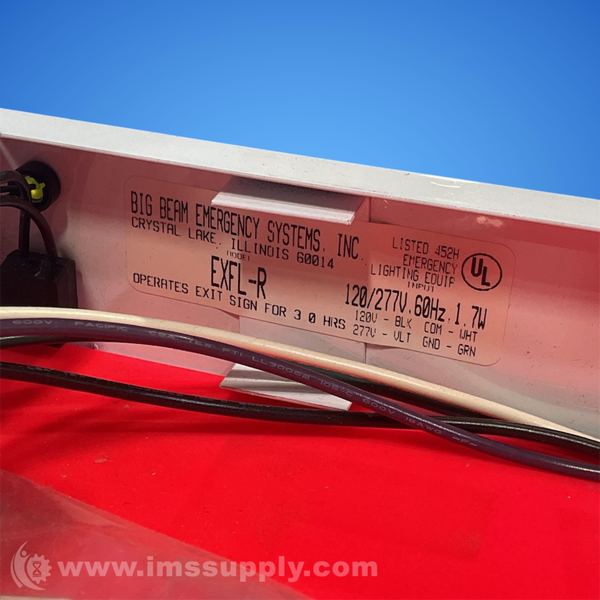 BIG BEAM EMERGENCY SYSTEMS, INC.
CRYSTAL LAKE, ILLINOIS 60014
MODEL
EXFL-R
OPERATES EXIT SIGN FOR 3 0 HRS
LISTED 452H
EMERGENCY
LIGHTING EQUIP
INPUT
UL
120/277V.60Hz.1.7W
120V - BLK COM - WHT
277V - VLT GND - GRN
600V PACIFIC
www.imssupply.com